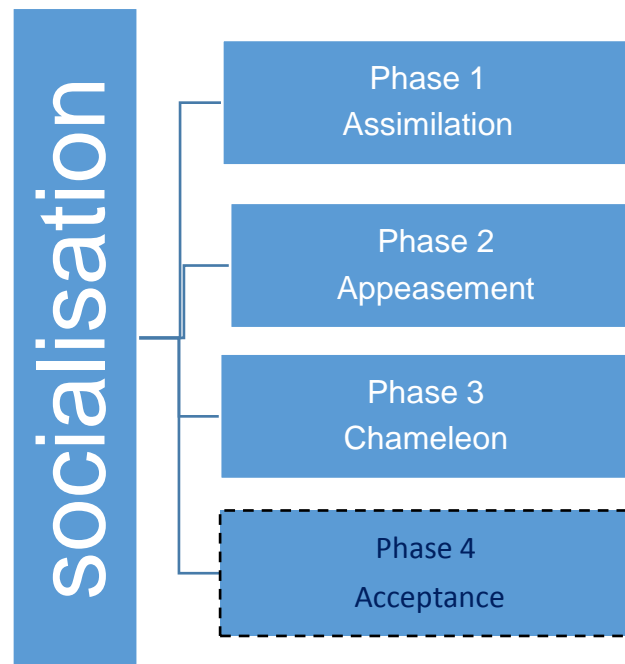 socialisation
Phase 1
Assimilation
Phase 2
Appeasement
Phase 3
Chameleon
Phase 4
Acceptance